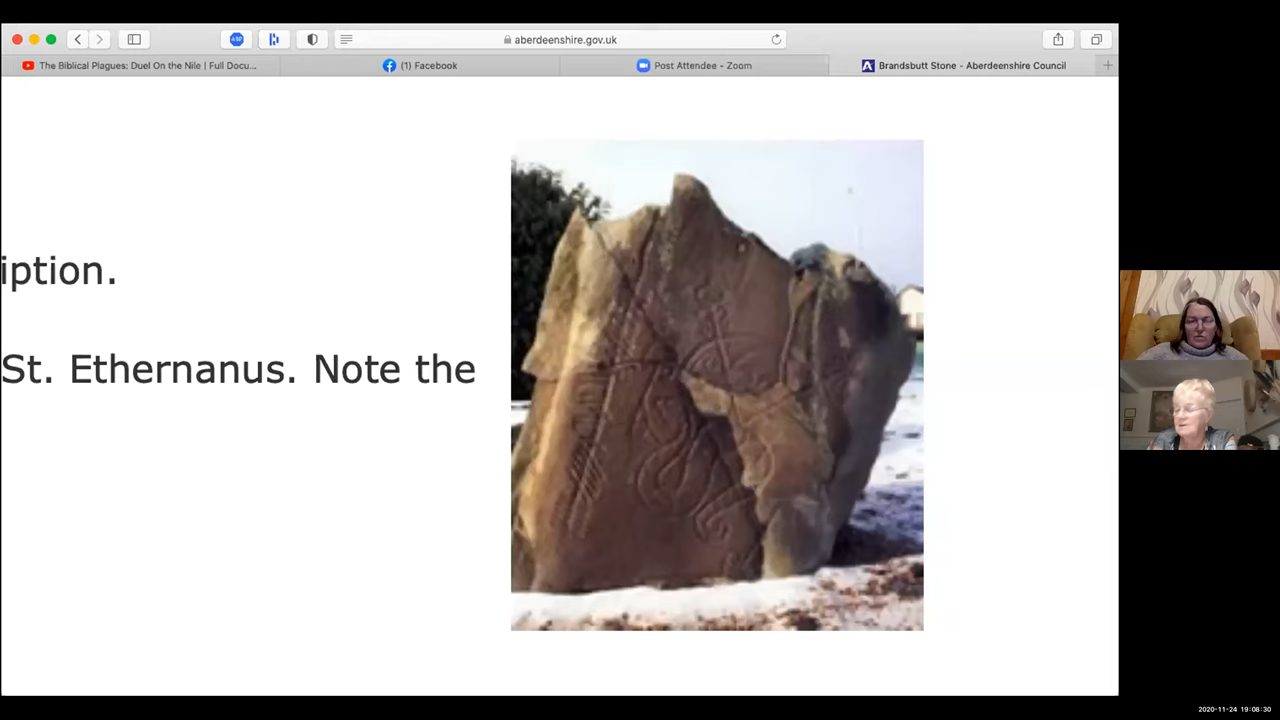 aberdeenshire.gov.uk
The Biblical Plagues: Duel On the Nile | Full Docu...
(1) Facebook
Post Attendee - Zoom
Brandsbutt Stone - Aberdeenshire Council
iption.
St. Ethernanus. Note the
2020-11-24 19:08:30